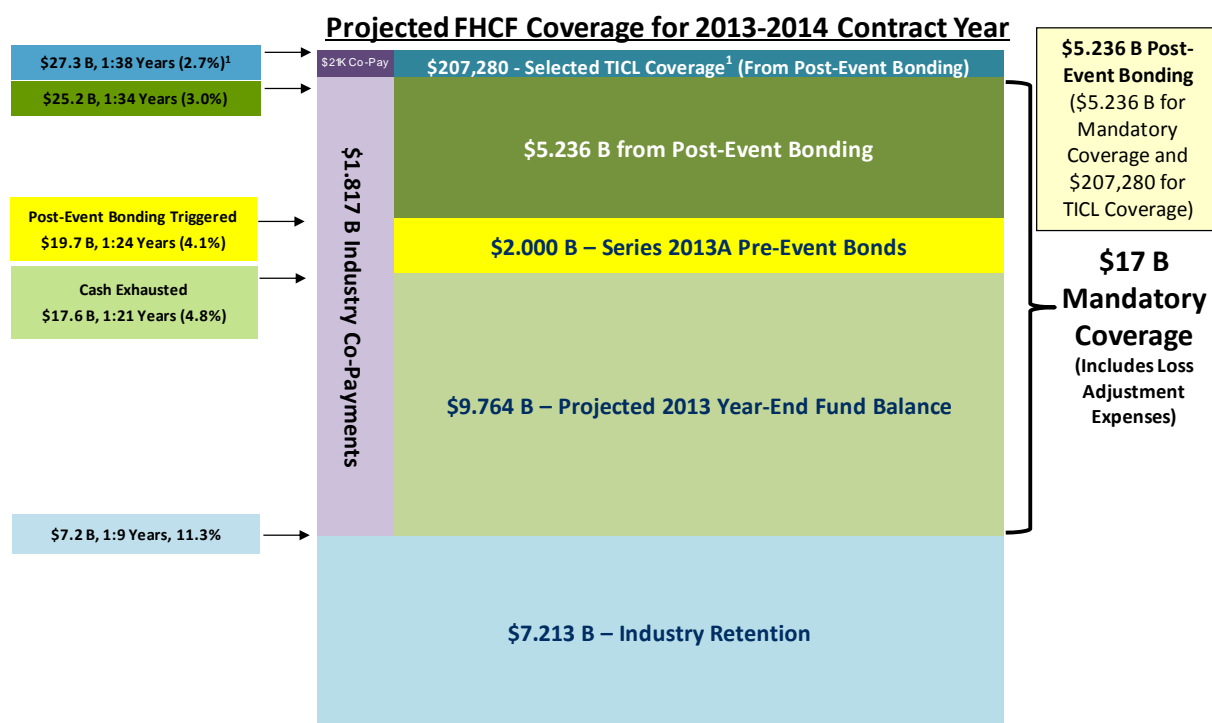 Projected FHCF Coverage for 2013-2014 Contract Year
$27.3 B, 1:38 Years (2.7%)¹
$25.2 B, 1:34 Years (3.0%)
Post-Event Bonding Triggered
$19.7 B, 1:24 Years (4.1%)
Cash Exhausted
$17.6 B, 1:21 Years (4.8%)
$7.2 B, 1:9 Years, 11.3%
$21K Co-Pay
$1.817 B Industry Co-Payments
$207,280 - Selected TICL Coverage¹ (From Post-Event Bonding)
$5.236 B from Post-Event Bonding
$2.000 B – Series 2013A Pre-Event Bonds
$9.764 B – Projected 2013 Year-End Fund Balance
$7.213 B – Industry Retention
$5.236 B Post-
Event Bonding
($5.236 B for
Mandatory
Coverage and
$207,280 for
TICL Coverage)
$17 B
Mandatory
Coverage
(Includes Loss
Adjustment
Expenses)